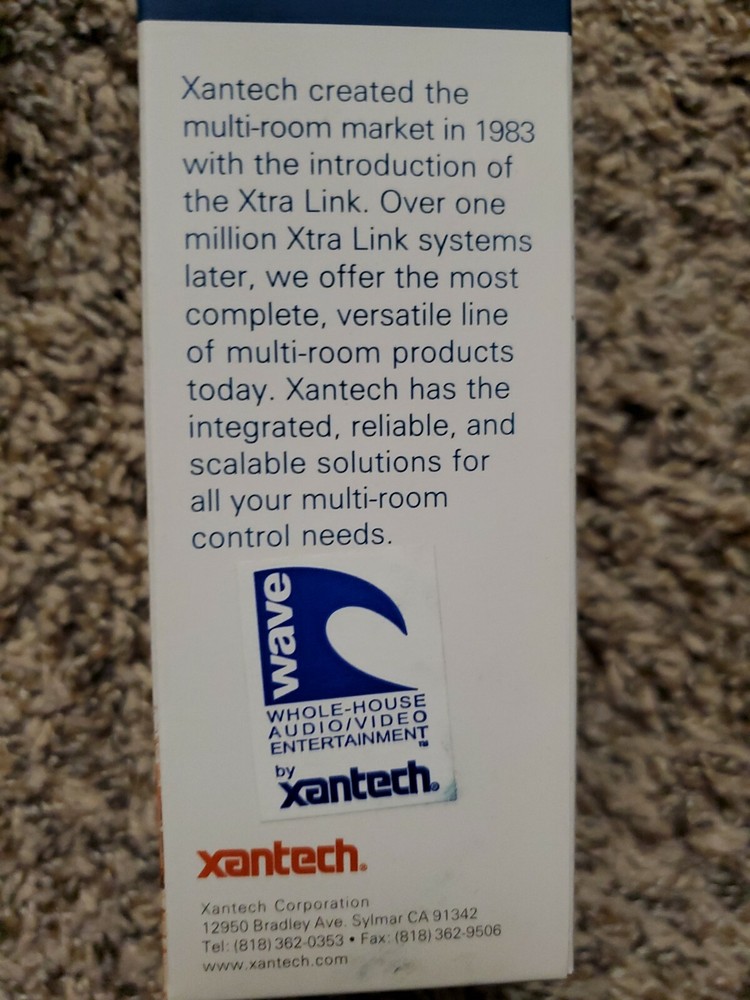 Xantech created the
multi-room market in 1983
with the introduction of
the Xtra Link. Over one
million Xtra Link systems
later, we offer the most
complete, versatile line
of multi-room products
today. Xantech has the
integrated, reliable, and
scalable solutions for
all your multi-room
control needs.
wave
WHOLE-HOUSE
AUDIO/VIDEO
ENTERTAINMENT™
by
xantech®
xantech®
Xantech Corporation
12950 Bradley Ave. Sylmar CA 91342
Tel: (818) 362-0353 • Fax: (818) 362-9506
www.xantech.com